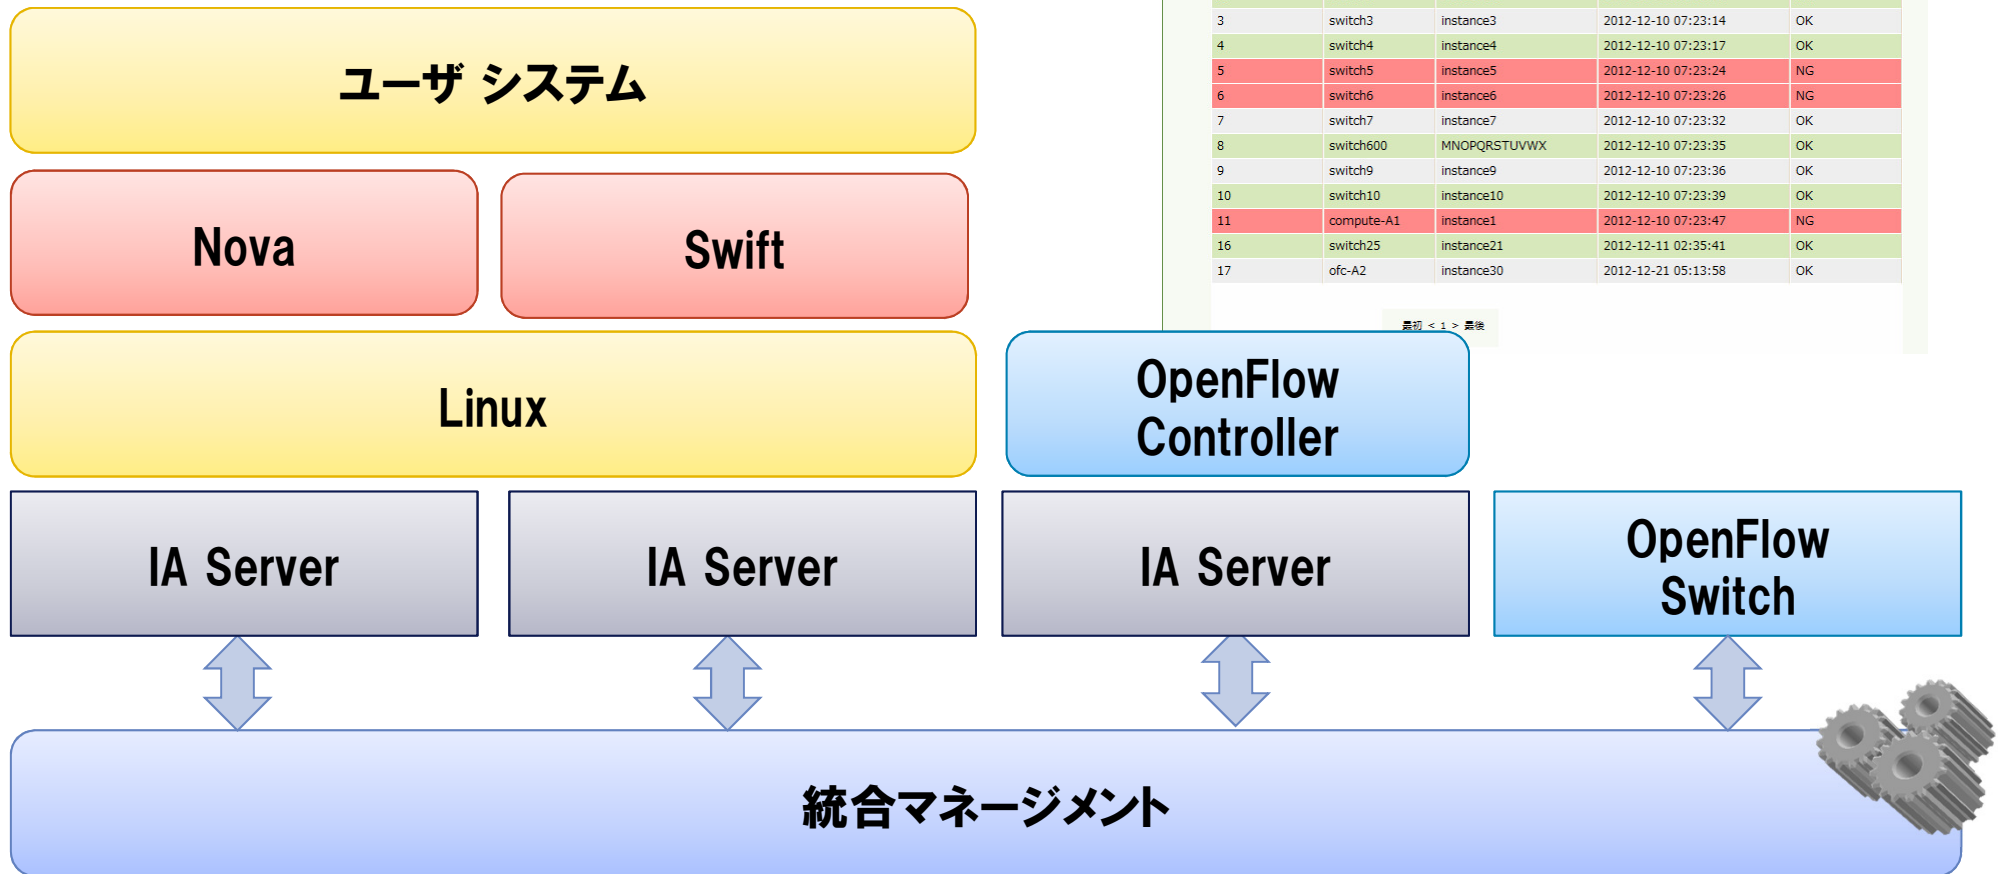 3 switch3 instance3 2012-12-10 07:23:14 OK
4 switch4 instance4 2012-12-10 07:23:17 OK
5 switch5 instance5 2012-12-10 07:23:24 NG
6 switch6 instance6 2012-12-10 07:23:26 NG
7 switch7 instance7 2012-12-10 07:23:32 OK
8 switch600 MNOPQRSTUVWX 2012-12-10 07:23:35 OK
9 switch9 instance9 2012-12-10 07:23:36 OK
10 switch10 instance10 2012-12-10 07:23:39 OK
11 compute-A1 instance1 2012-12-10 07:23:47 NG
16 switch25 instance21 2012-12-11 02:35:41 OK
17 ofc-A2 instance30 2012-12-21 05:13:58 OK
最初 < 1 > 最後
ユーザ システム
Nova
Swift
Linux
OpenFlow
Controller
IA Server
IA Server
IA Server
OpenFlow
Switch
統合マネージメント